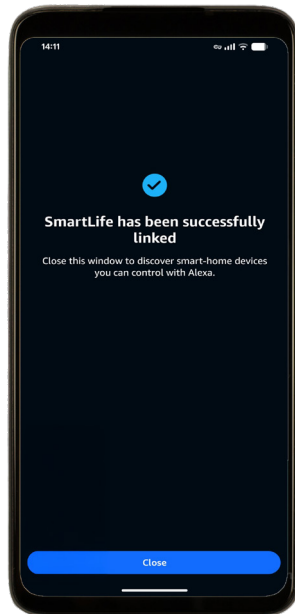 14:11
SmartLife has been successfully
linked
Close this window to discover smart-home devices
you can control with Alexa.
Close